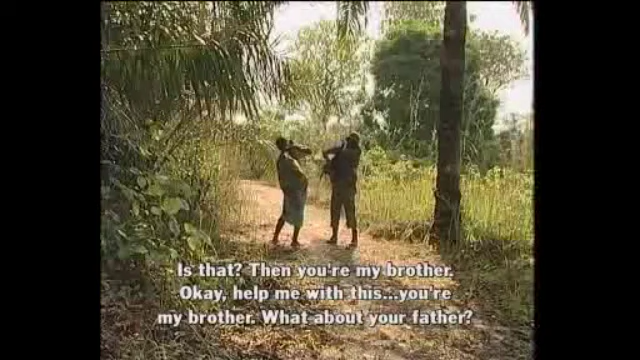 Is that? Then you're my brother.
Okay, help me with this...you're
my brother. What about your father?